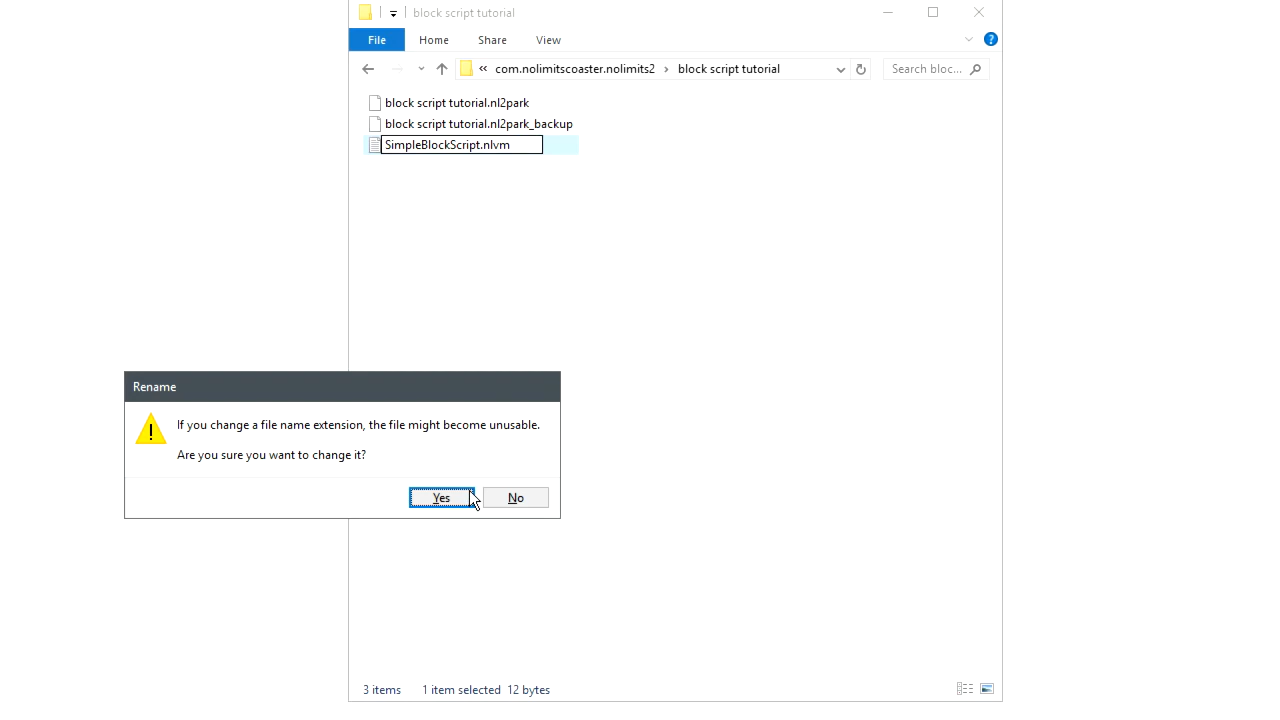 block script tutorial
File Home Share View
« com.nolimitscoaster.nolimits2 › block script tutorial Search bloc...
block script tutorial.nl2park
block script tutorial.nl2park_backup
SimpleBlockScript.nlvm
Rename
If you change a file name extension, the file might become unusable.
Are you sure you want to change it?
Yes No
3 items 1 item selected 12 bytes